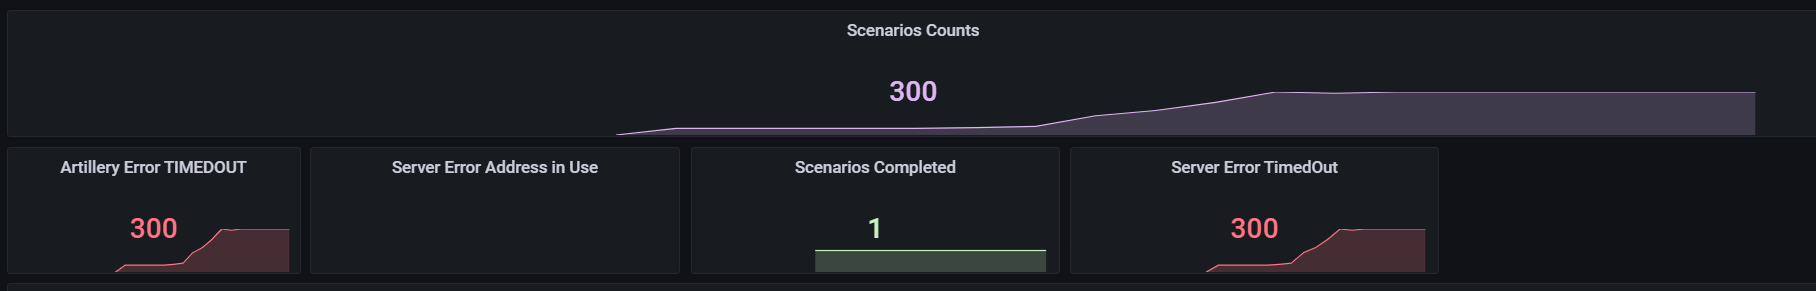 Scenarios Counts
300
Artillery Error TIMEDOUT
Server Error Address in Use
Scenarios Completed
Server Error TimedOut
300
1
300